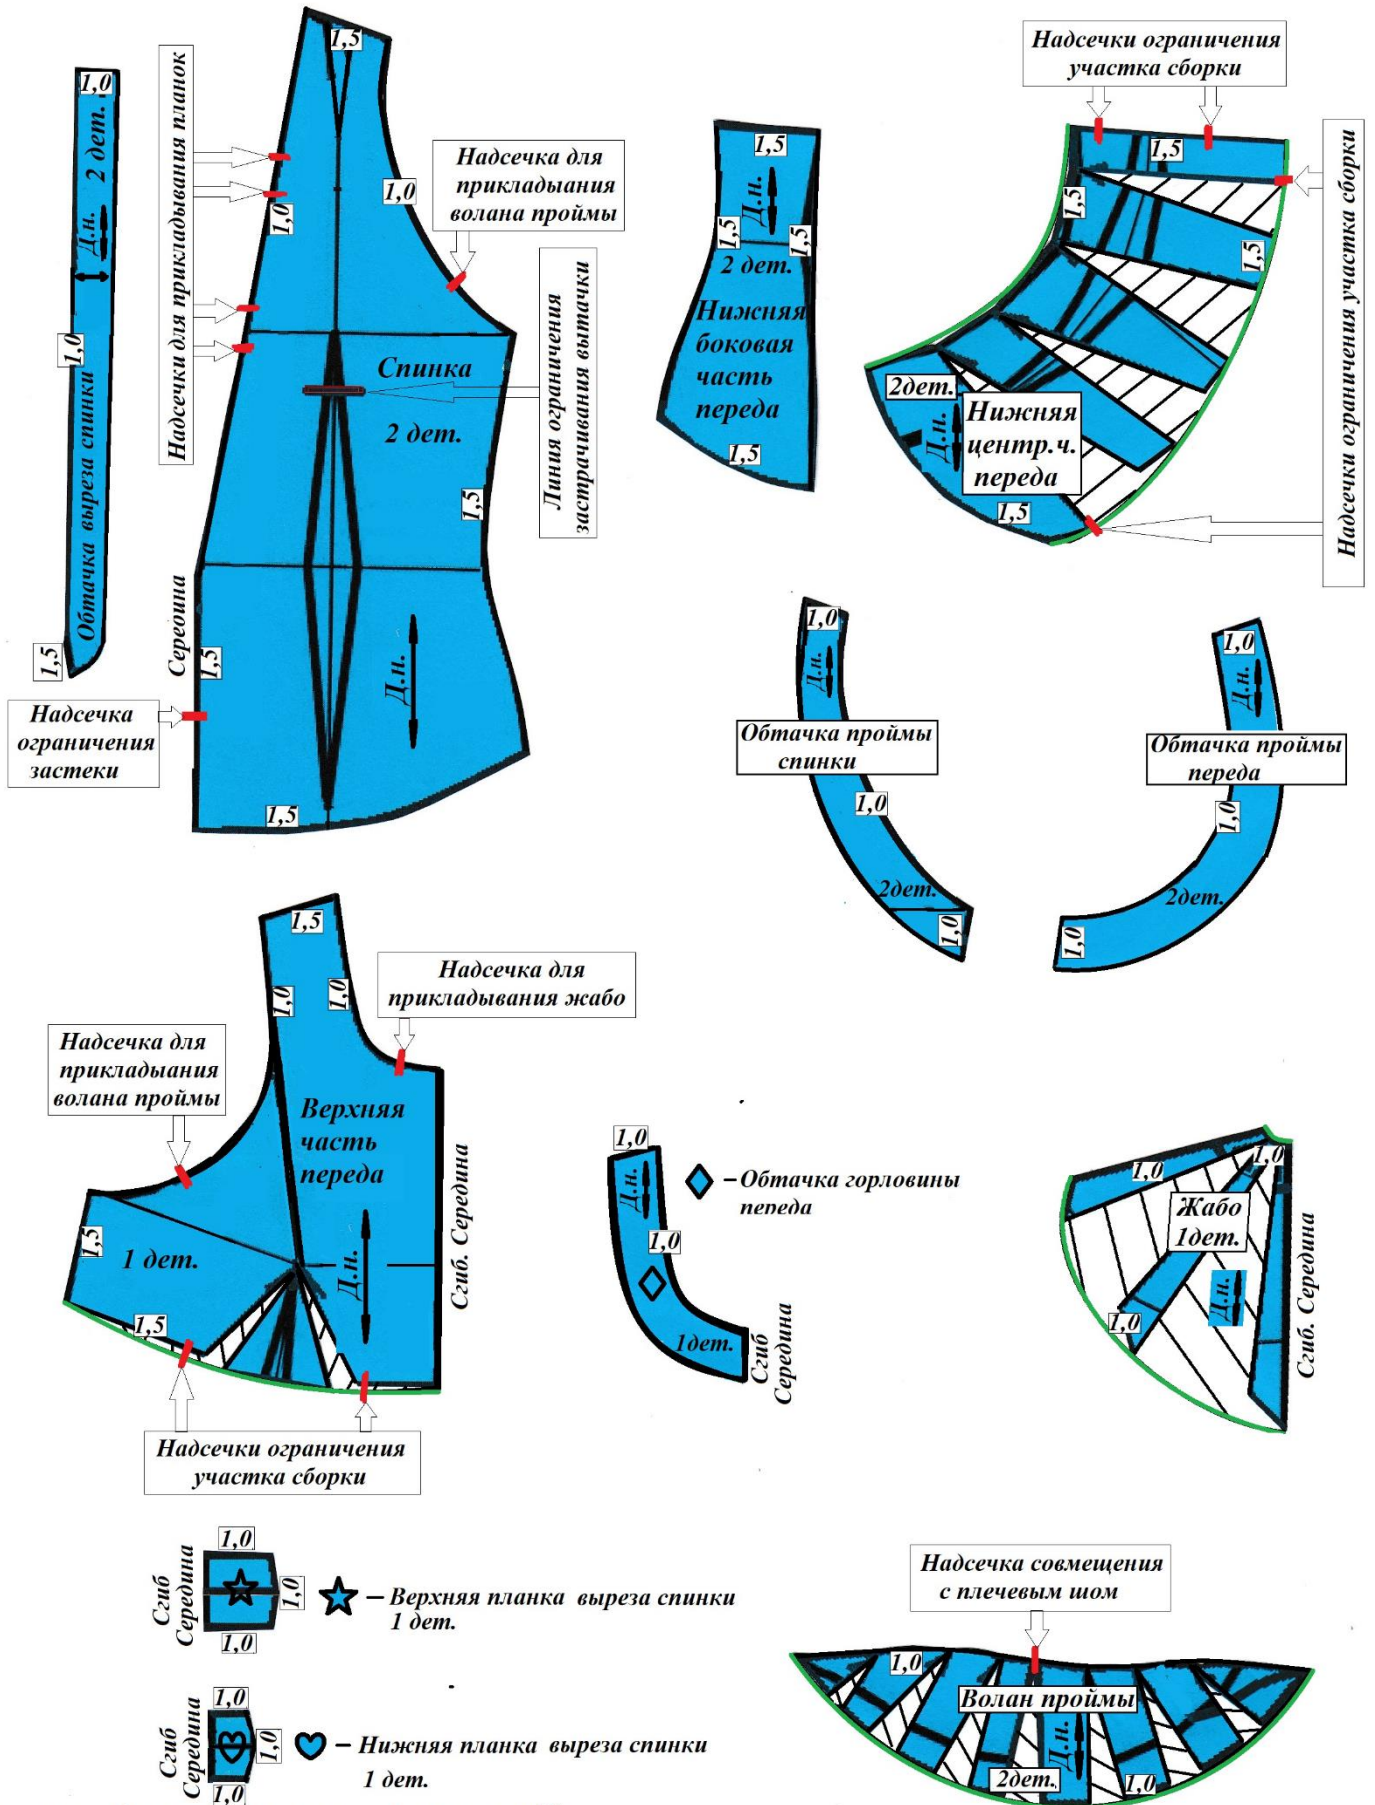 1,0
2 дет.
Д.н.
1,0
Обтачка выреза спинки
1,5
Надсечки для прикладывания планок
1,5
1,0
1,0
Надсечка для
прикладыания
волана проймы
Спинка
2 дет.
Линия ограничения
застрачивания вытачки
1,5
Середина
1,5
Д.н.
1,5
Надсечка
ограничения
застеки
1,5
Д.н.
1,5
1,5
2 дет.
Нижняя
боковая
часть
переда
1,5
Надсечки ограничения
участка сборки
1,5
1,5
1,5
2дет.
Д.н.
Нижняя
центр.ч.
переда
1,5
Надсечки ограничения участка сборки
1,0
Д.н.
Обтачка проймы
спинки
1,0
2дет.
1,0
1,0
Д.н.
Обтачка проймы
переда
1,0
2дет.
1,0
1,5
1,0
1,0
Надсечка для
прикладывания жабо
Надсечка для
прикладыания
волана проймы
Верхняя
часть
переда
1,5
1 дет.
Д.н.
Сгиб. Середина
1,5
Надсечки ограничения
участка сборки
1,0
Д.н.
1,0
1дет.
Сгиб
Середина
– Обтачка горловины
переда
1,0
1,0
Жабо
1дет.
Д.н.
1,0
Сгиб. Середина
Сгиб
Середина
1,0
1,0
1,0
– Верхняя планка выреза спинки
1 дет.
Сгиб
Середина
1,0
1,0
1,0
– Нижняя планка выреза спинки
1 дет.
Надсечка совмещения
с плечевым шом
1,0
Волан проймы
Д.н.
2дет.
1,0